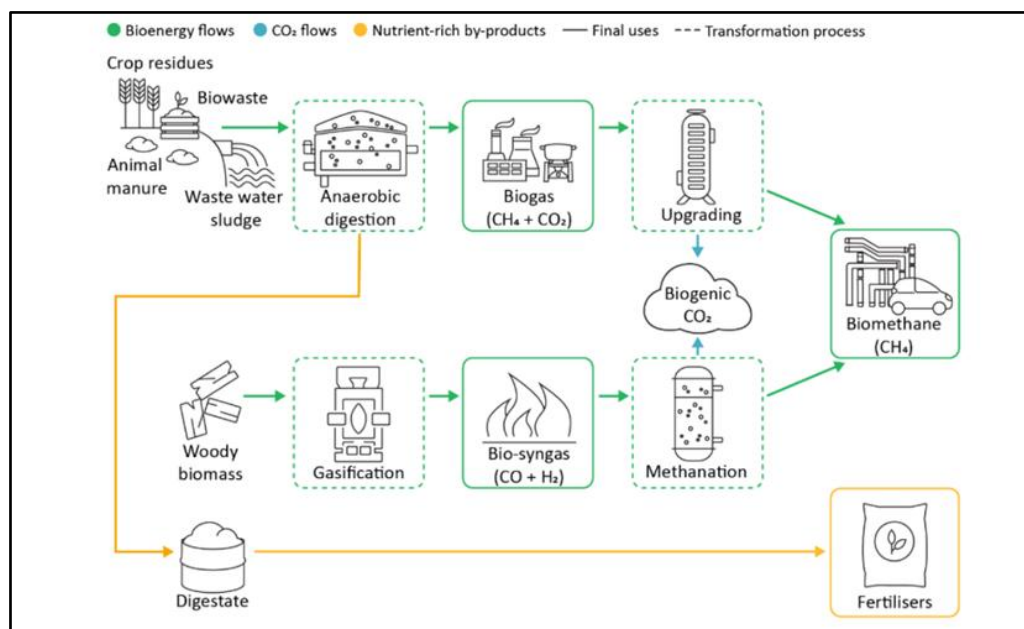 Bioenergy flows
CO₂ flows
Nutrient-rich by-products
Final uses
Transformation process
Crop residues
Biowaste
Animal
manure
Waste water
sludge
Anaerobic
digestion
Biogas
(CH₄ + CO₂)
Upgrading
Biogenic
CO₂
Biomethane
(CH₄)
Woody
biomass
Gasification
Bio-syngas
(CO + H₂)
Methanation
Digestate
Fertilisers